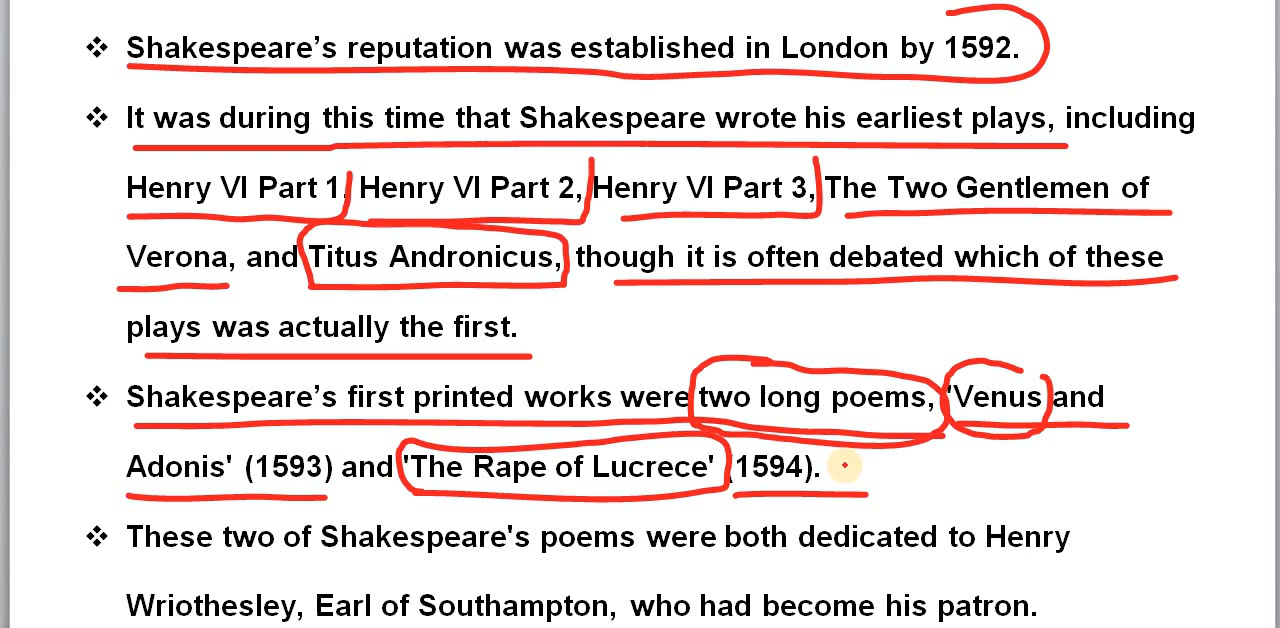 ❖ Shakespeare’s reputation was established in London by 1592.
❖ It was during this time that Shakespeare wrote his earliest plays, including
Henry VI Part 1, Henry VI Part 2, Henry VI Part 3, The Two Gentlemen of
Verona, and Titus Andronicus, though it is often debated which of these
plays was actually the first.
❖ Shakespeare’s first printed works were two long poems, 'Venus and
Adonis' (1593) and 'The Rape of Lucrece' (1594).
❖ These two of Shakespeare's poems were both dedicated to Henry
Wriothesley, Earl of Southampton, who had become his patron.